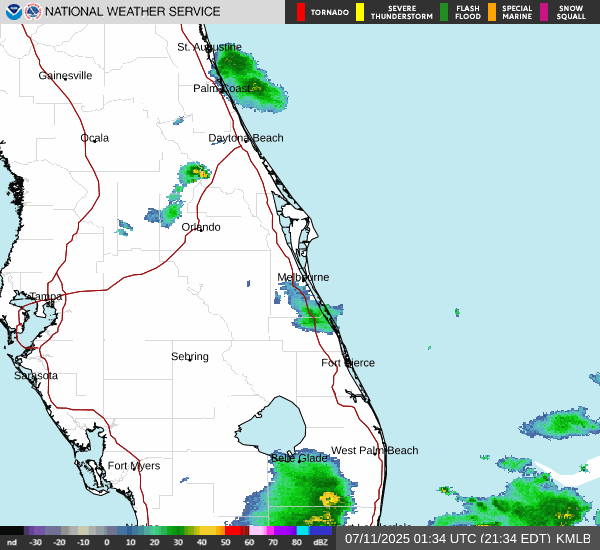 NATIONAL WEATHER SERVICE
TORNADO
SEVERE
THUNDERSTORM
FLASH
FLOOD
SPECIAL
MARINE
SNOW
SQUALL
St. Augustine
Gainesville
Palm Coast
Ocala
Daytona Beach
Orlando
Melbourne
Tampa
Sebring
Fort Pierce
Sarasota
West Palm Beach
Belle Glade
Fort Myers
nd -30 -20 -10 0 10 20 30 40 50 60 70 80 dBZ
07/11/2025 01:34 UTC (21:34 EDT) KMLB